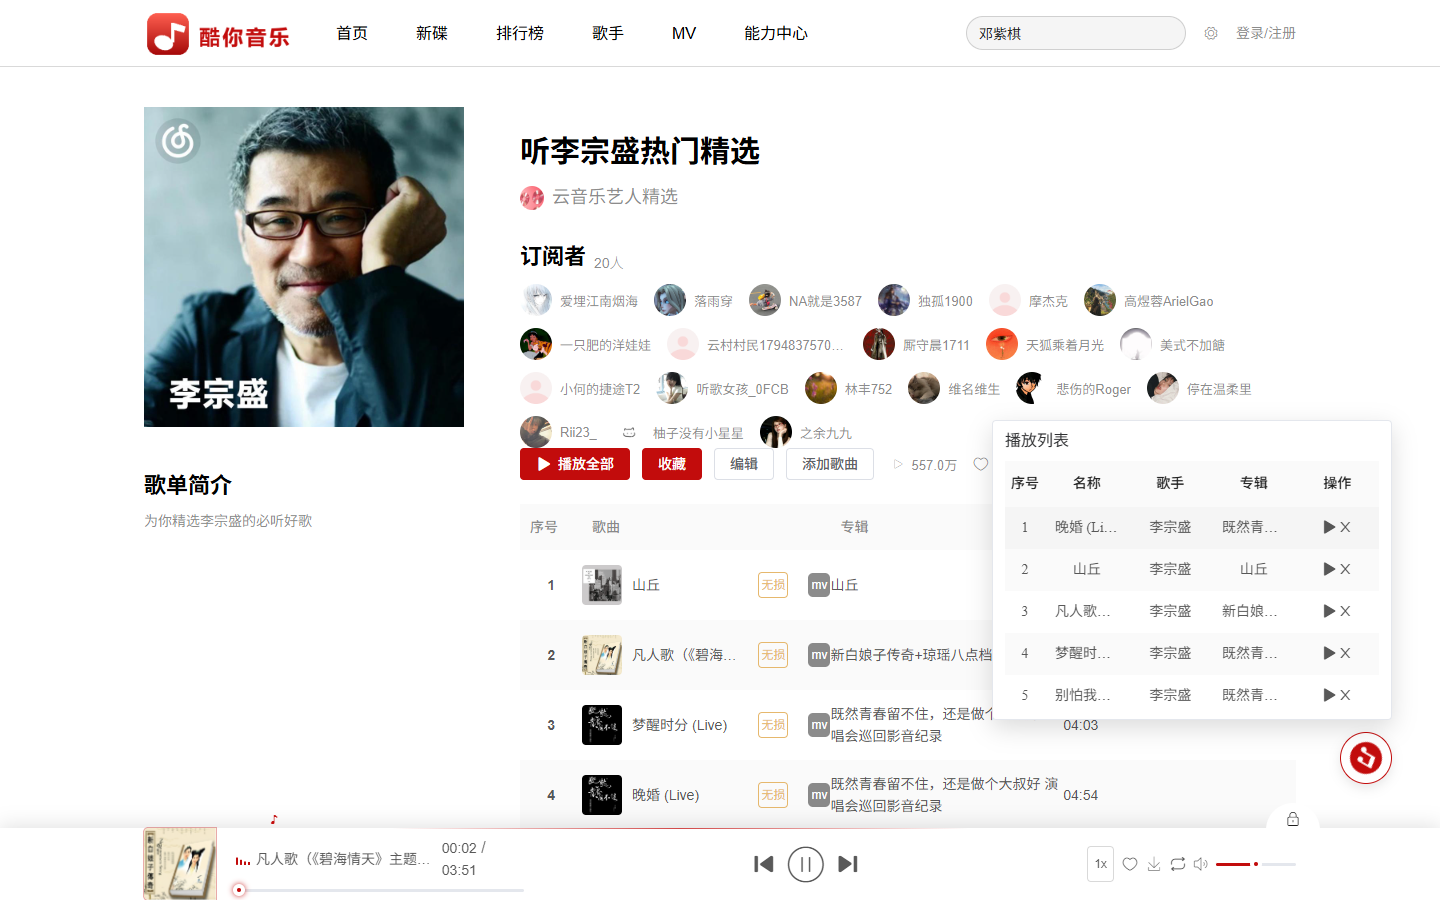 酷你音乐
首页
新碟
排行榜
歌手
MV
能力中心
邓紫棋
登录/注册
李宗盛
听李宗盛热门精选
云音乐艺人精选
订阅者 20人
爱埋江南烟海
落雨穿
NA就是3587
独孤1900
摩杰克
高煜蓉ArielGao
一只肥的洋娃娃
云村村民1794837570...
厮守晨1711
天狐乘着月光
美式不加糖
小何的捷途T2
听歌女孩_0FCB
林丰752
维名维生
悲伤的Roger
停在温柔里
Rii23_
柚子没有小星星
之余九九
播放全部
收藏
编辑
添加歌曲
557.0万
歌单简介
为你精选李宗盛的必听好歌
序号 歌曲 专辑
1 山丘 无损 mv 山丘
2 凡人歌（《碧海... 无损 mv 新白娘子传奇+琼瑶八点档
3 梦醒时分 (Live) 无损 mv 既然青春留不住，还是做个
唱会巡回影音纪录 04:03
4 晚婚 (Live) 无损 mv 既然青春留不住，还是做个大叔好 演
唱会巡回影音纪录 04:54
播放列表
序号 名称 歌手 专辑 操作
1 晚婚 (Li... 李宗盛 既然青... X
2 山丘 李宗盛 山丘 X
3 凡人歌... 李宗盛 新白娘... X
4 梦醒时... 李宗盛 既然青... X
5 别怕我... 李宗盛 既然青... X
凡人歌（《碧海情天》主题...
00:02 /
03:51
1x